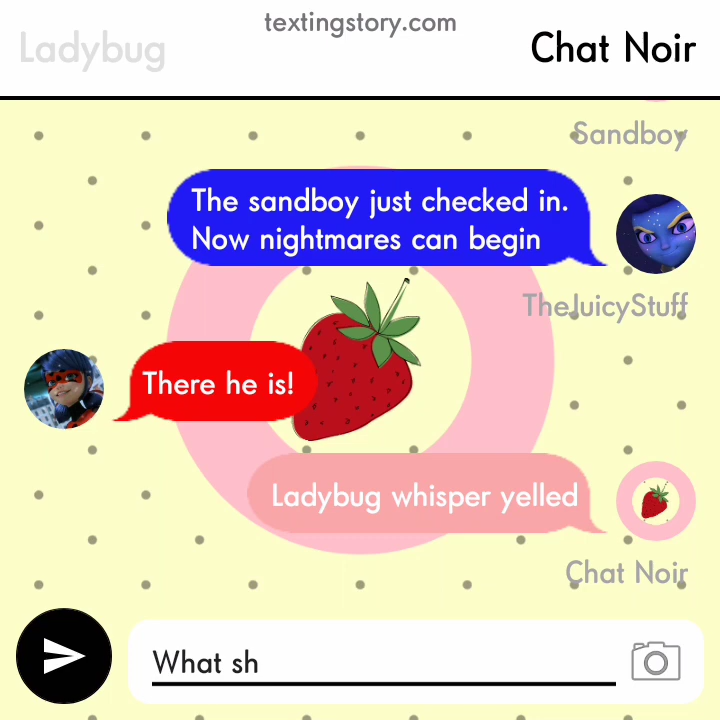 textingstory.com
Ladybug
Chat Noir
Sandboy
The sandboy just checked in.
Now nightmares can begin
TheJuicyStuff
There he is!
Ladybug whisper yelled
Chat Noir
What sh